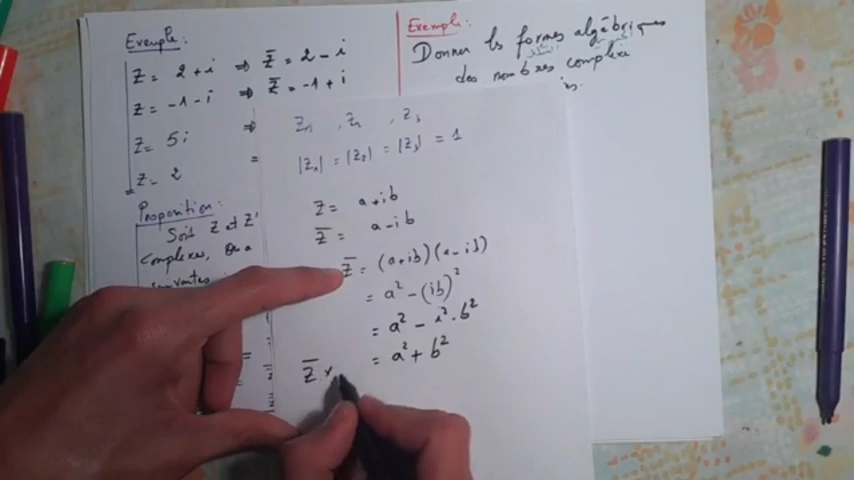 Exemple:
z = 2 + i ⇒ z̄ = 2 - i
z = -1 - i ⇒ z̄ = -1 + i
z = 5i ⇒
z = 2 =
Proposition:
Soit z et z'
complexes, On a
suivantes
Exemple:
Donner les formes algébriques
des nombres complexe
z₁, z₂, z₃
|z₁| = |z₂| = |z₃| = 1
z = a + ib
z̄ = a - ib
z̄ = (a + ib)(a - ib)
= a² - (ib)²
= a² - i² · b²
= a² + b²
z̄ ×